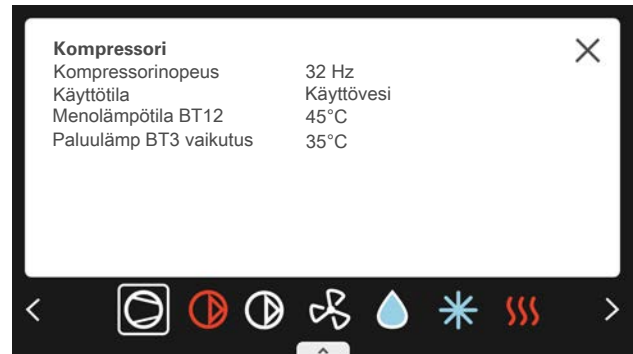 Kompressori
Kompressorinopeus 32 Hz
Käyttötila Käyttövesi
Menolämpötila BT12 45°C
Paluulämp BT3 vaikutus 35°C